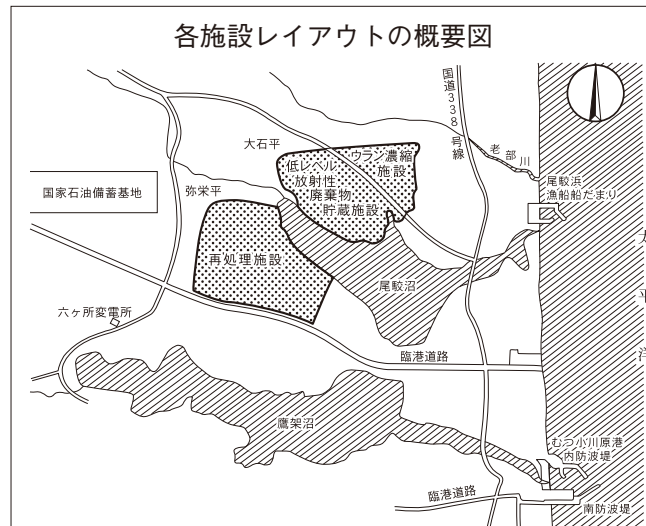 各施設レイアウトの概要図
国道338号線
大石平
老部川
ウラン濃縮
施設
低レベル
放射性
廃棄物
貯蔵施設
弥栄平
国家石油備蓄基地
尾駮浜
漁船船だまり
太平洋
再処理施設
尾駮沼
六ヶ所変電所
臨港道路
鷹架沼
むつ小川原港
内防波堤
臨港道路
南防波堤